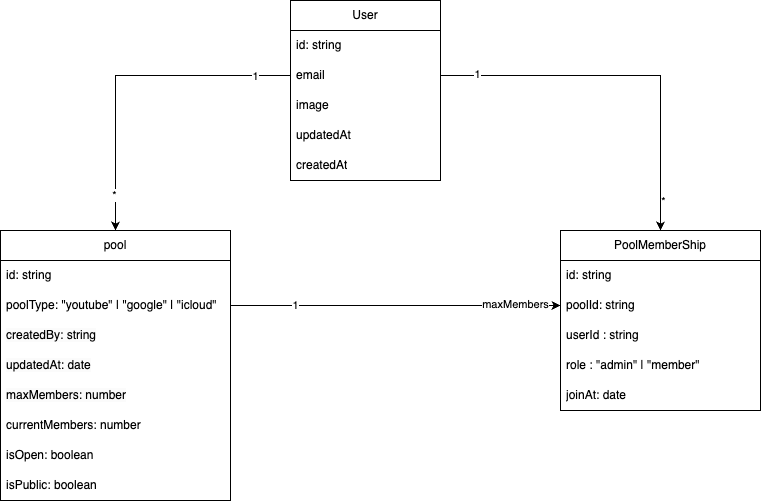 User
id: string
email
image
updatedAt
createdAt
1
1
*
*
pool
id: string
poolType: "youtube" | "google" | "icloud"
createdBy: string
updatedAt: date
maxMembers: number
currentMembers: number
isOpen: boolean
isPublic: boolean
1
maxMembers
PoolMemberShip
id: string
poolId: string
userId : string
role : "admin" | "member"
joinAt: date